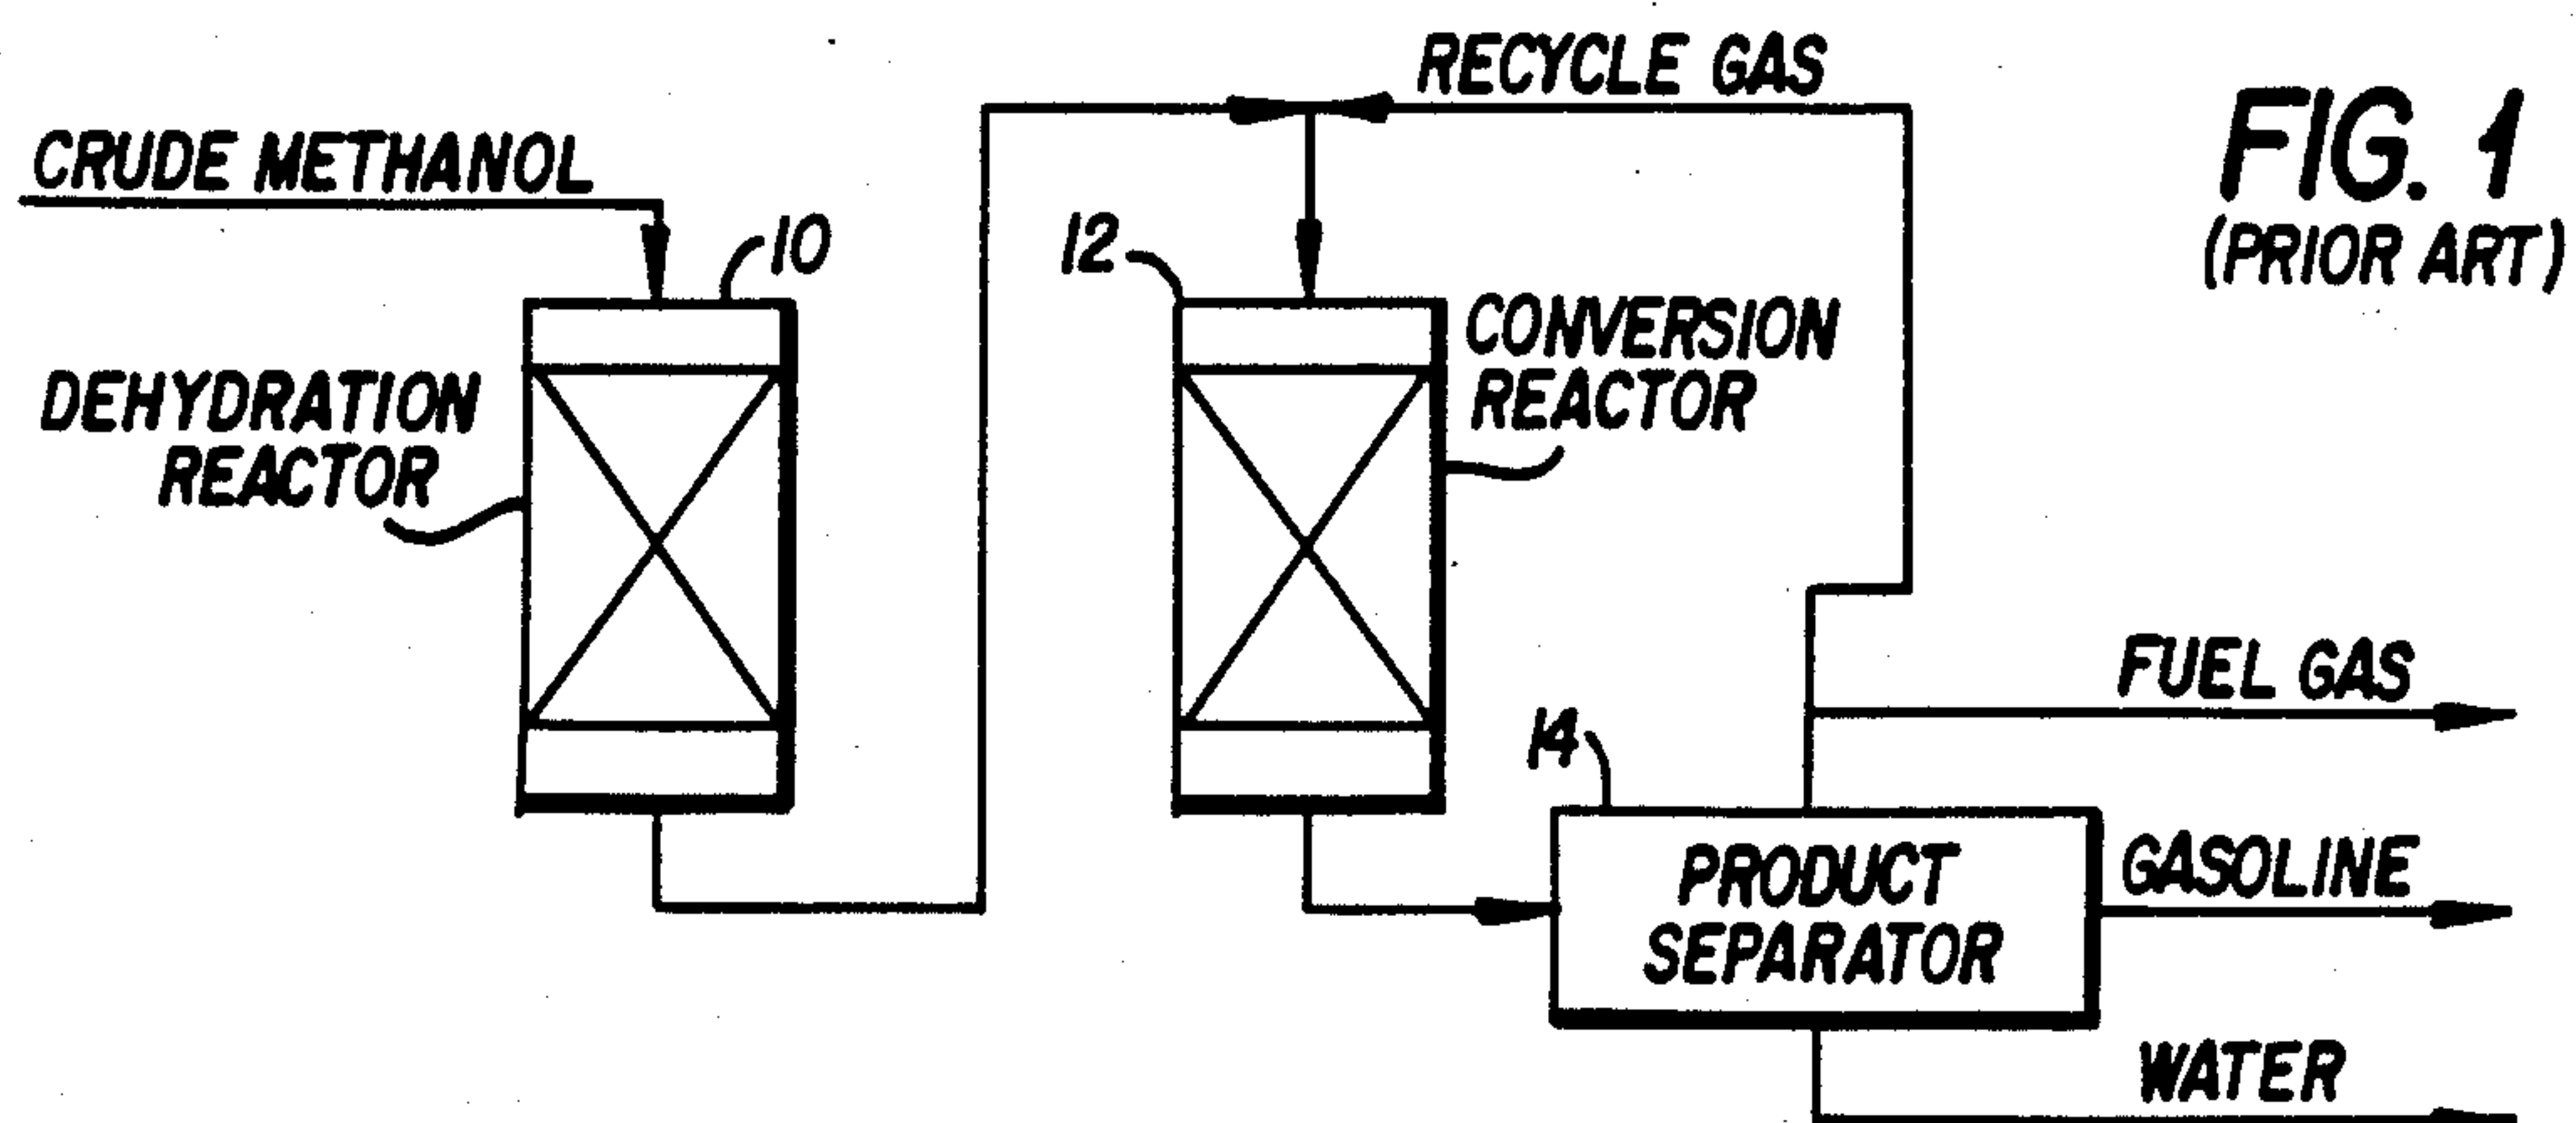 RECYCLE GAS
FIG. 1
(PRIOR ART)
CRUDE METHANOL
10
12
CONVERSION
REACTOR
DEHYDRATION
REACTOR
FUEL GAS
14
PRODUCT
SEPARATOR
GASOLINE
WATER